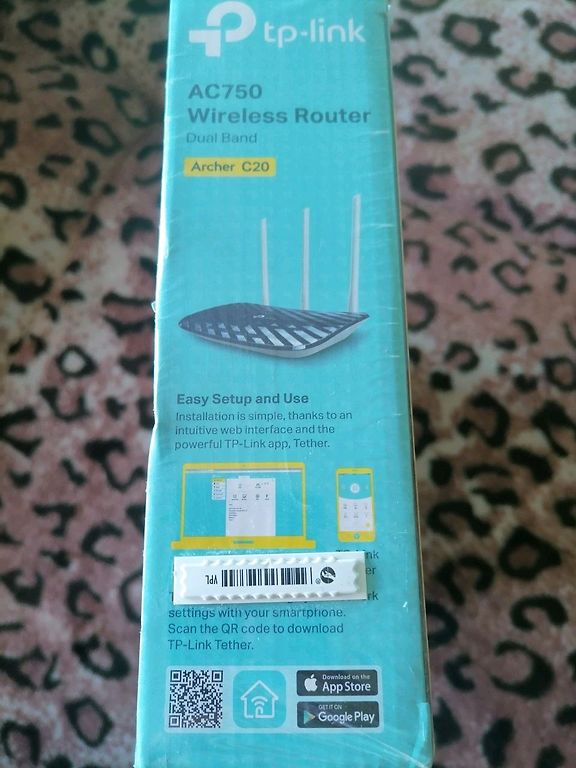 tp-link
AC750
Wireless Router
Dual Band
Archer C20
Easy Setup and Use
Installation is simple, thanks to an
intuitive web interface and the
powerful TP-Link app, Tether.
VPL
settings with your smartphone.
Scan the QR code to download
TP-Link Tether.
Download on the
App Store
GET IT ON
Google Play